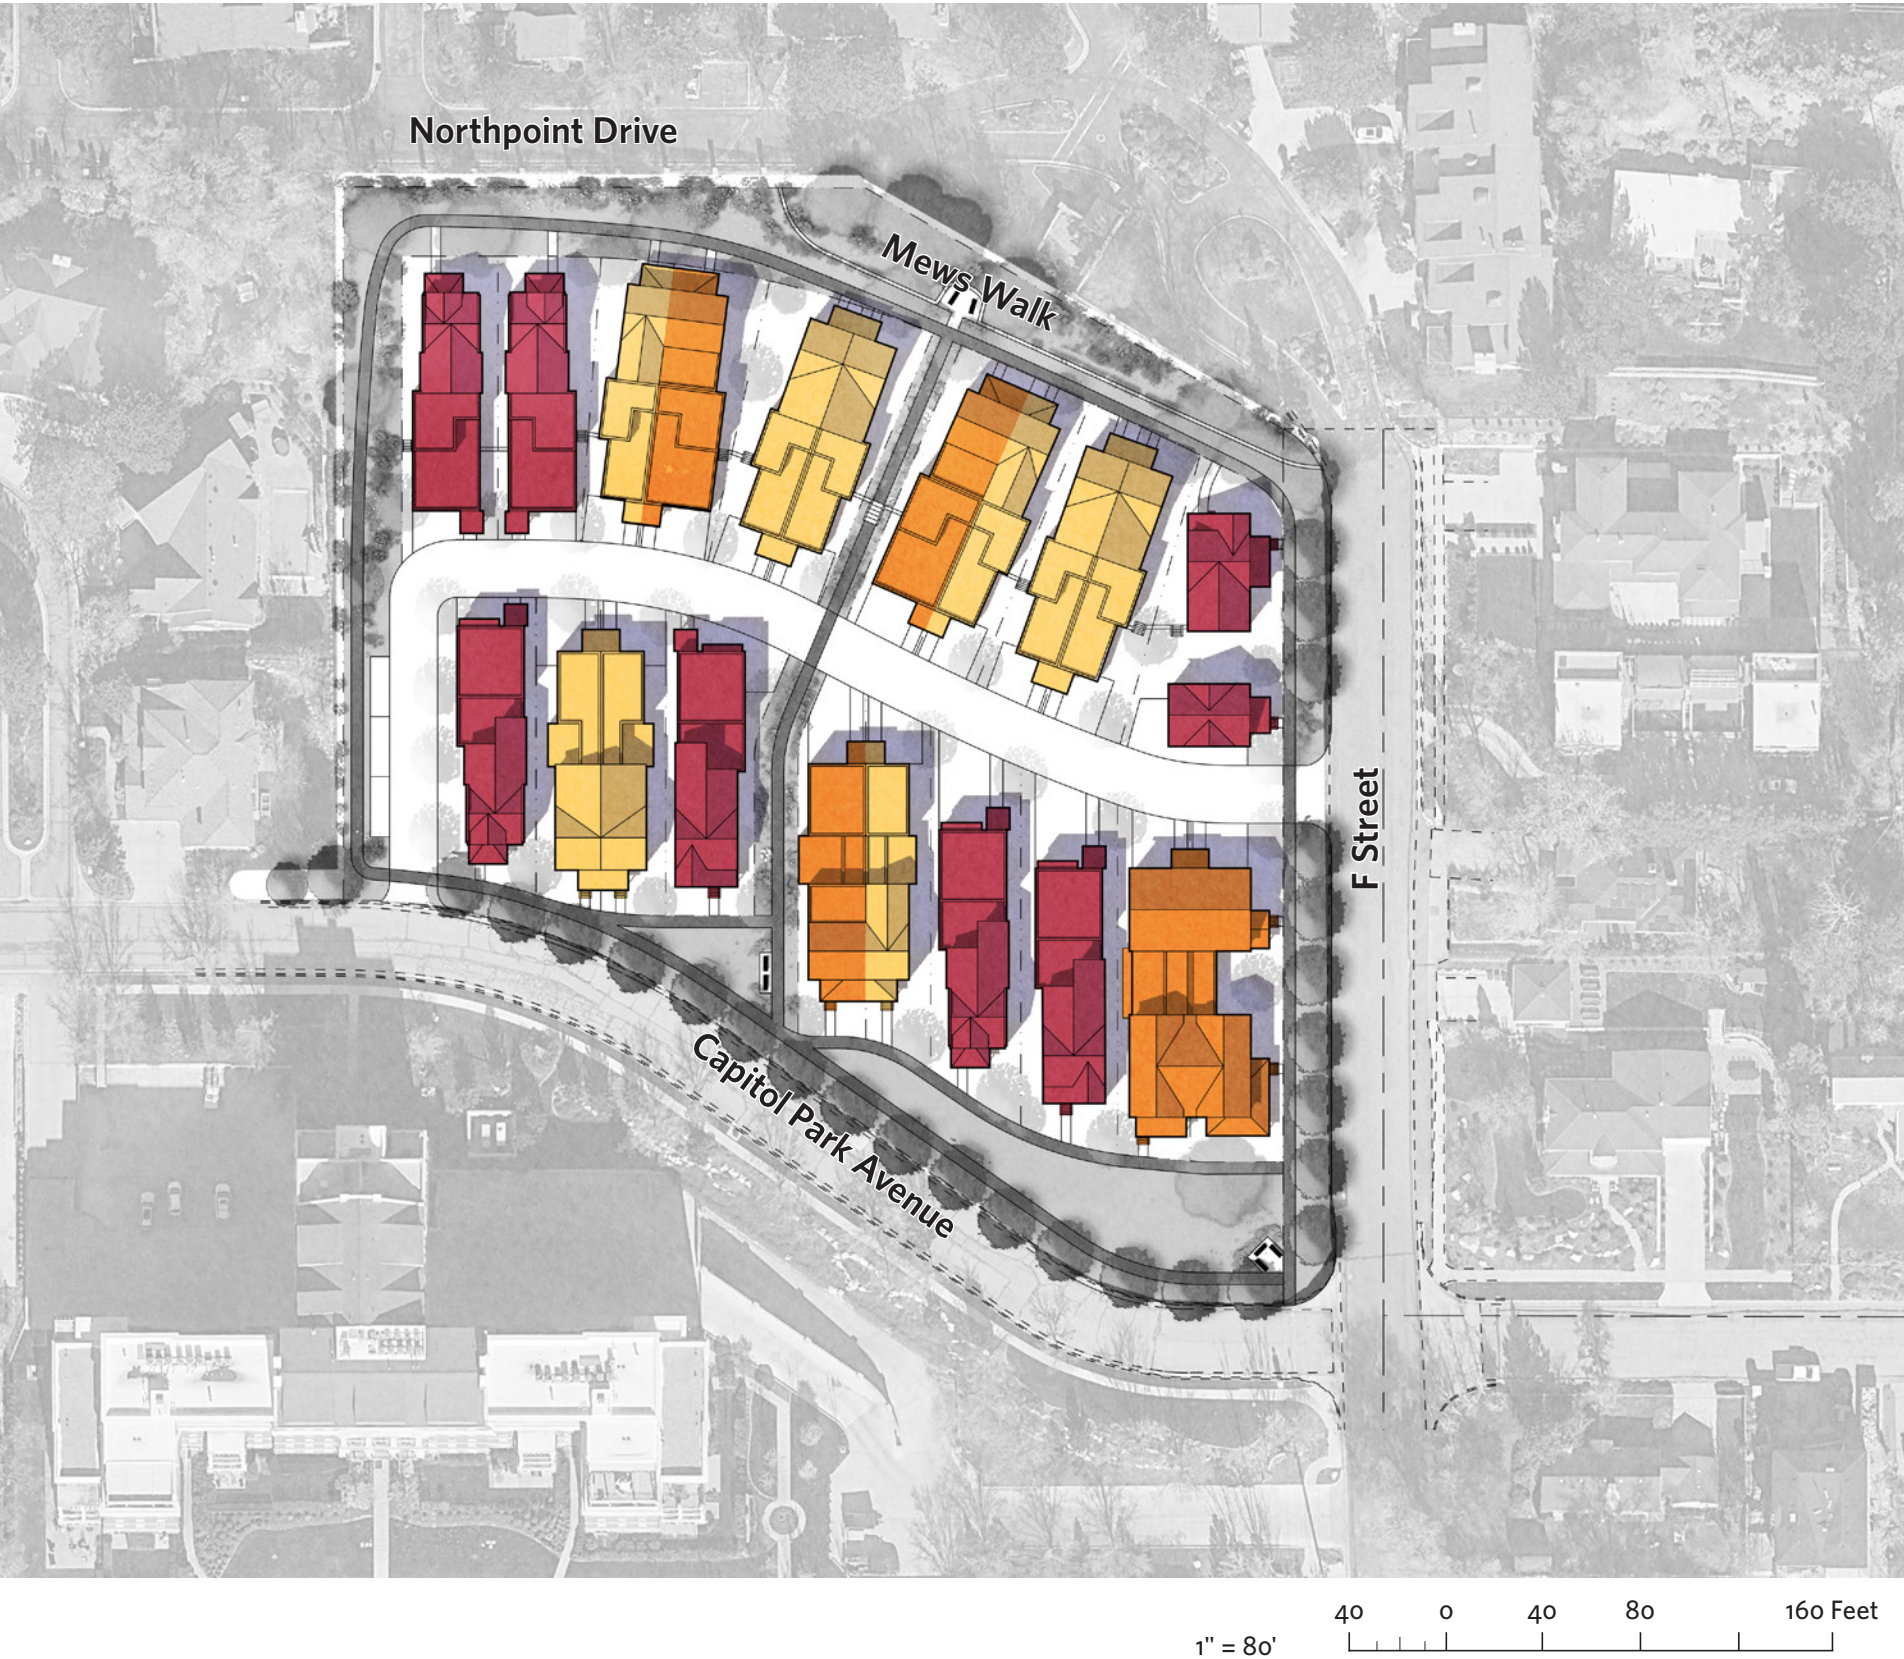 Northpoint Drive
Mews Walk
F Street
Capitol Park Avenue
40 0 40 80 160 Feet
1" = 80'